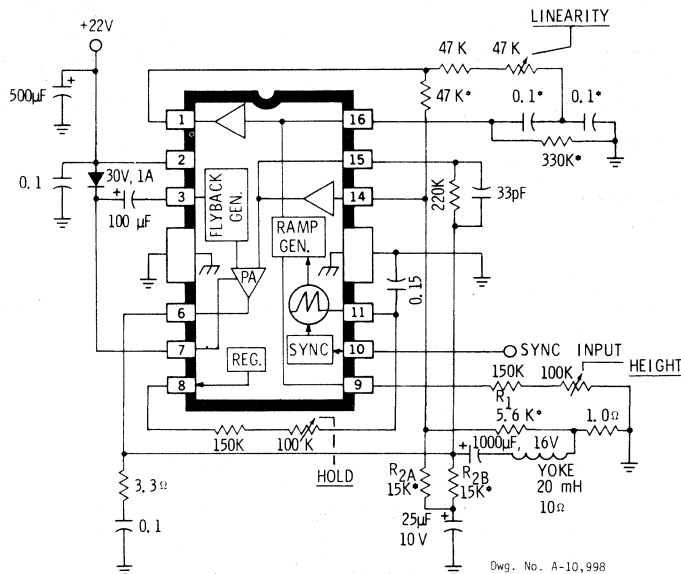 LINEARITY
+22V
47 K
47 K
500µF
+
47 K*
0.1*
0.1*
1
16
330K*
2
15
0.1
30V, 1A
+
3
100 µF
FLYBACK
GEN.
14
220K
33pF
RAMP
GEN.
PA
0.15
6
11
SYNC
10
SYNC INPUT
7
REG.
8
9
150K
100K
HEIGHT
R1
5.6 K*
1.0Ω
150K
100 K
HOLD
+
1000µF, 16V
YOKE
20 mH
10Ω
3.3Ω
R2A
15K*
R2B
15K*
0.1
25µF
+
10V
Dwg. No. A-10,998